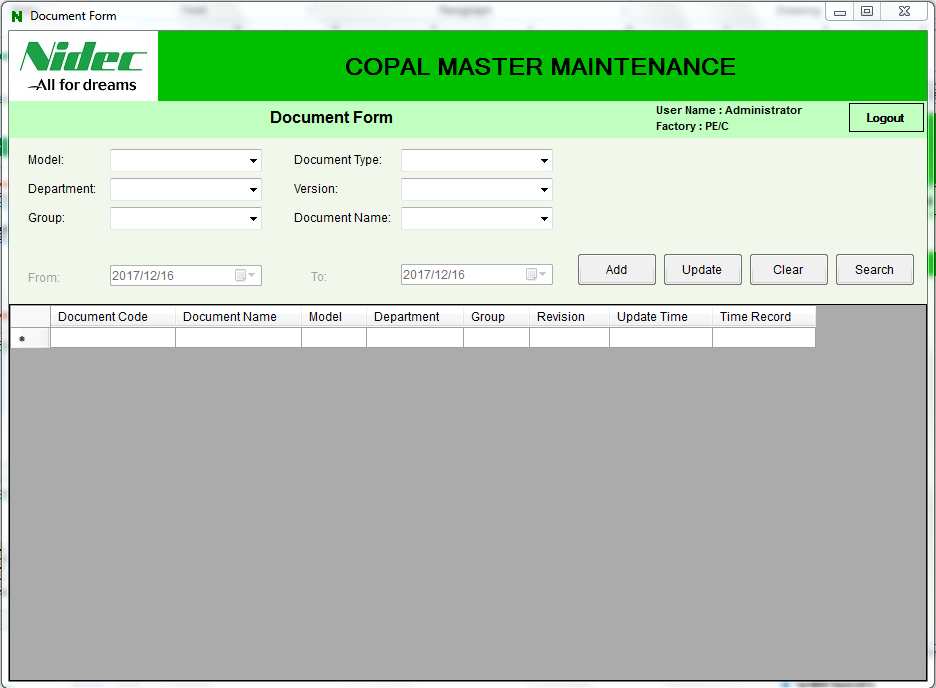 Document Form
Nidec
All for dreams
COPAL MASTER MAINTENANCE
Document Form
User Name : Administrator
Factory : PE/C
Logout
Model:
Document Type:
Department:
Version:
Group:
Document Name:
From:
2017/12/16
To:
2017/12/16
Add
Update
Clear
Search
Document Code
Document Name
Model
Department
Group
Revision
Update Time
Time Record